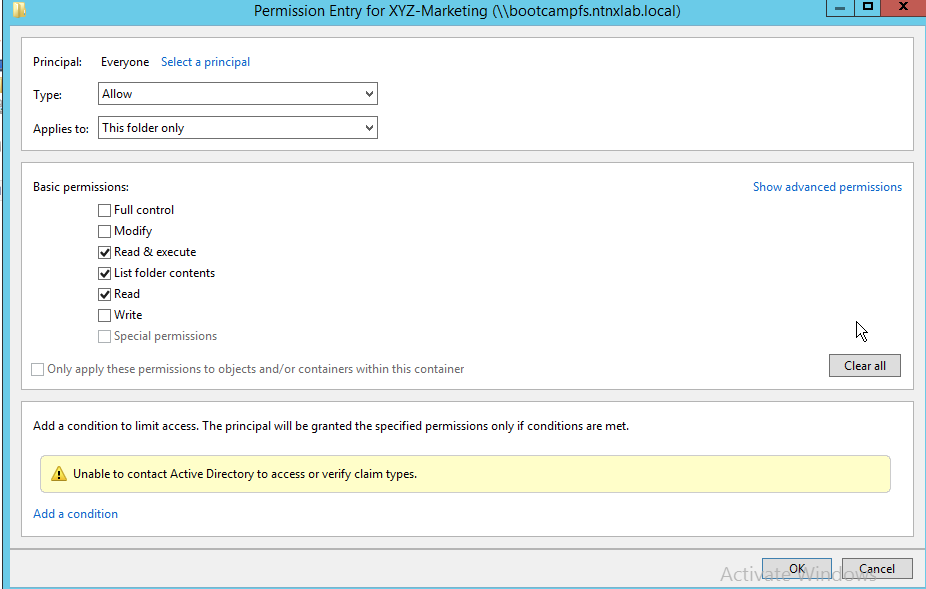 Permission Entry for XYZ-Marketing (\\bootcampfs.ntnxlab.local)
Principal: Everyone Select a principal
Type: Allow
Applies to: This folder only
Basic permissions: Show advanced permissions
Full control
Modify
Read & execute
List folder contents
Read
Write
Special permissions
Only apply these permissions to objects and/or containers within this container
Clear all
Add a condition to limit access. The principal will be granted the specified permissions only if conditions are met.
Unable to contact Active Directory to access or verify claim types.
Add a condition
OK Cancel
Activate Windows